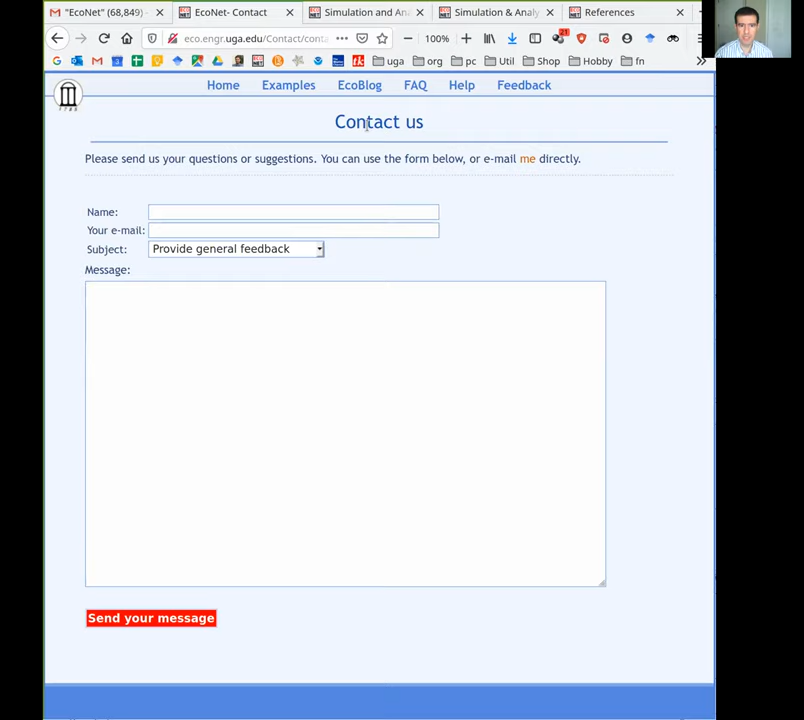 "EcoNet" (68,849)
EcoNet- Contact
Simulation and An
Simulation & Analy
References
eco.engr.uga.edu/Contact/conta
100%
21
uga
org
pc
Util
Shop
Hobby
fn
Home
Examples
EcoBlog
FAQ
Help
Feedback
1785
Contact us
Please send us your questions or suggestions. You can use the form below, or e-mail me directly.
Name:
Your e-mail:
Subject:
Provide general feedback
Message:
Send your message